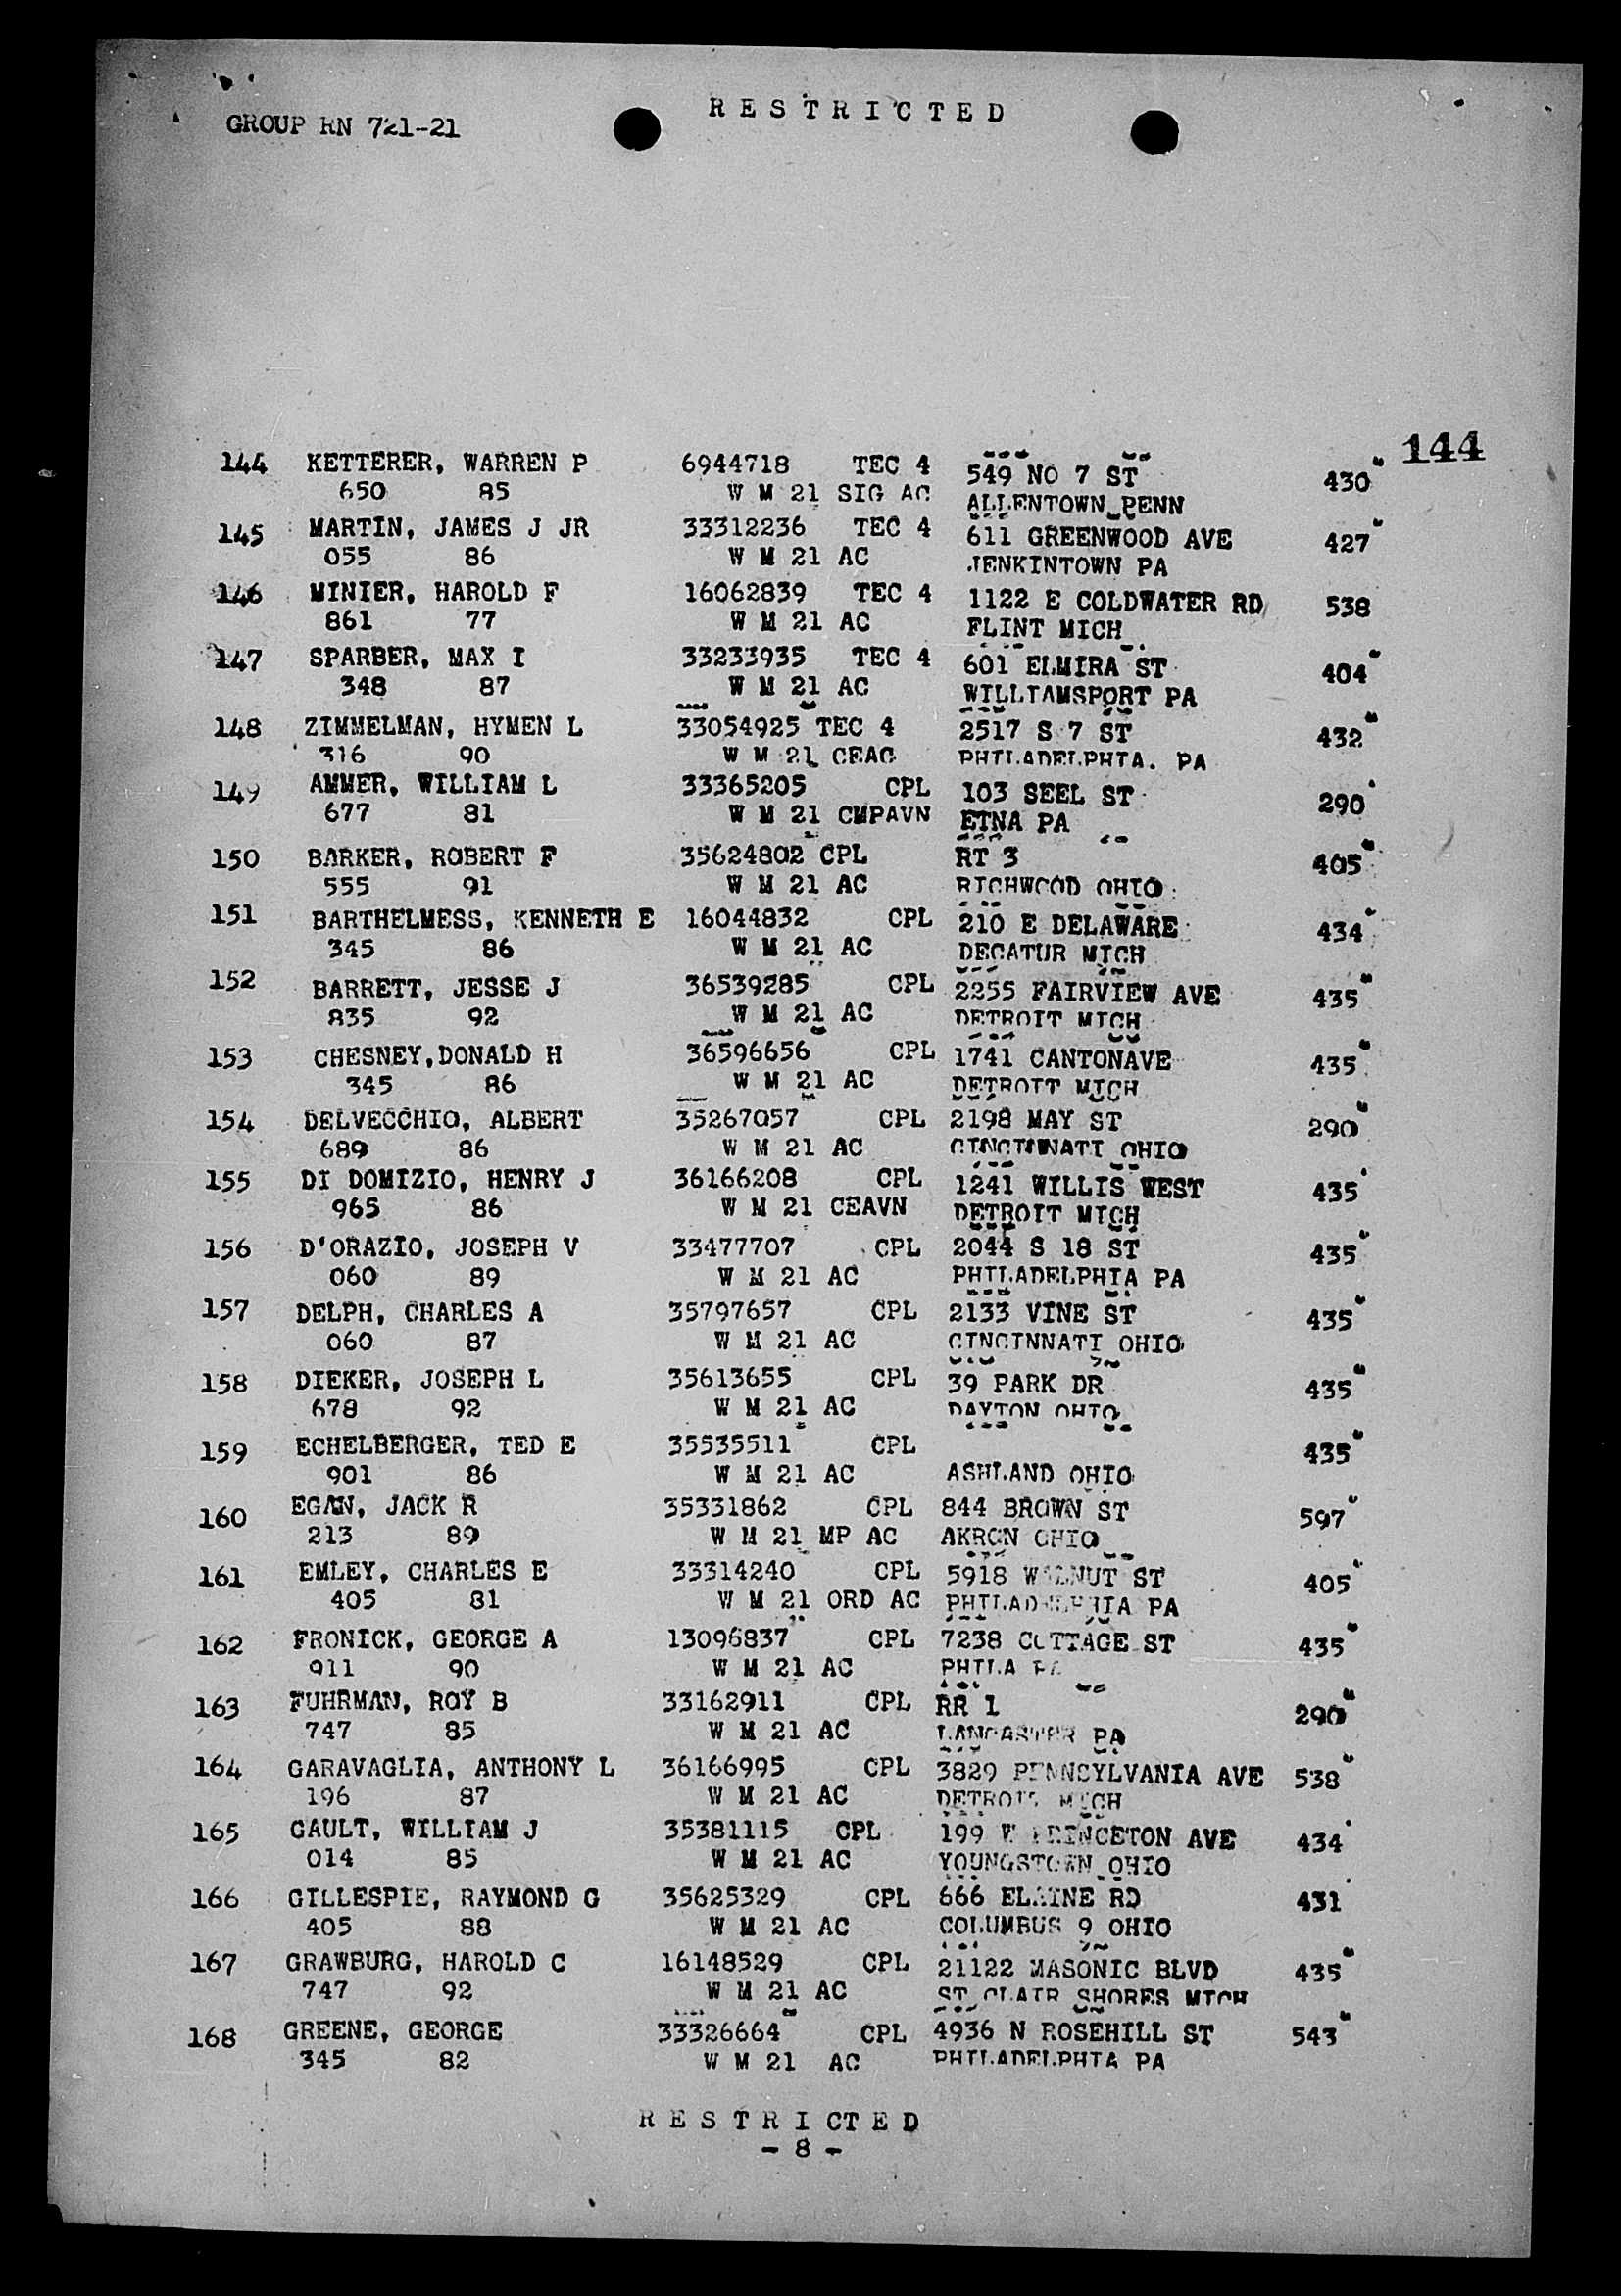 RESTRICTED
GROUP RN 721-21
144
144 KETTERER, WARREN P 6944718 TEC 4 549 NO 7 ST 430
650 85 W M 21 SIG AC ALLENTOWN PENN
145 MARTIN, JAMES J JR 33312236 TEC 4 611 GREENWOOD AVE 427
055 86 W M 21 AC JENKINTOWN PA
146 MINIER, HAROLD F 16062839 TEC 4 1122 E COLDWATER RD 538
861 77 W M 21 AC FLINT MICH
147 SPARBER, MAX I 33233935 TEC 4 601 ELMIRA ST 404
348 87 W M 21 AC WILLIAMSPORT PA
148 ZIMMELMAN, HYMEN L 33054925 TEC 4 2517 S 7 ST 432
316 90 W M 21 CEAC PHILADELPHIA. PA
149 AMMER, WILLIAM L 33365205 CPL 103 SEEL ST 290
677 81 W M 21 CMPAVN ETNA PA
150 BARKER, ROBERT F 35624802 CPL RT 3 405
555 91 W M 21 AC RICHWOOD OHIO
151 BARTHELMESS, KENNETH E 16044832 CPL 210 E DELAWARE 434
345 86 W M 21 AC DECATUR MICH
152 BARRETT, JESSE J 36539285 CPL 2255 FAIRVIEW AVE 435
835 92 W M 21 AC DETROIT MICH
153 CHESNEY,DONALD H 36596656 CPL 1741 CANTONAVE 435
345 86 W M 21 AC DETROIT MICH
154 DELVECCHIO, ALBERT 35267057 CPL 2198 MAY ST 290
689 86 W M 21 AC CINCINNATI OHIO
155 DI DOMIZIO, HENRY J 36166208 CPL 1241 WILLIS WEST 435
965 86 W M 21 CEAVN DETROIT MICH
156 D'ORAZIO, JOSEPH V 33477707 CPL 2044 S 18 ST 435
060 89 W M 21 AC PHILADELPHIA PA
157 DELPH, CHARLES A 35797657 CPL 2133 VINE ST 435
060 87 W M 21 AC CINCINNATI OHIO
158 DIEKER, JOSEPH L 35613655 CPL 39 PARK DR 435
678 92 W M 21 AC DAYTON OHIO
159 ECHELBERGER, TED E 35535511 CPL 435
901 86 W M 21 AC ASHLAND OHIO
160 EGAN, JACK R 35331862 CPL 844 BROWN ST 597
213 89 W M 21 MP AC AKRON OHIO
161 EMLEY, CHARLES E 33314240 CPL 5918 WALNUT ST 405
405 81 W M 21 ORD AC PHILADELPHIA PA
162 FRONICK, GEORGE A 13096837 CPL 7238 COTTAGE ST 435
911 90 W M 21 AC PHILA PA
163 FUHRMAN, ROY B 33162911 CPL RR 1 290
747 85 W M 21 AC LANCASTER PA
164 GARAVAGLIA, ANTHONY L 36166995 CPL 3829 PENNSYLVANIA AVE 538
196 87 W M 21 AC DETROIT MICH
165 GAULT, WILLIAM J 35381115 CPL 199 W PRINCETON AVE 434
014 85 W M 21 AC YOUNGSTOWN OHIO
166 GILLESPIE, RAYMOND G 35625329 CPL 666 ELAINE RD 431
405 88 W M 21 AC COLUMBUS 9 OHIO
167 GRAWBURG, HAROLD C 16148529 CPL 21122 MASONIC BLVD 435
747 92 W M 21 AC ST CLAIR SHORES MICH
168 GREENE, GEORGE 33326664 CPL 4936 N ROSEHILL ST 543
345 82 W M 21 AC PHILADELPHIA PA
RESTRICTED
- 8 -